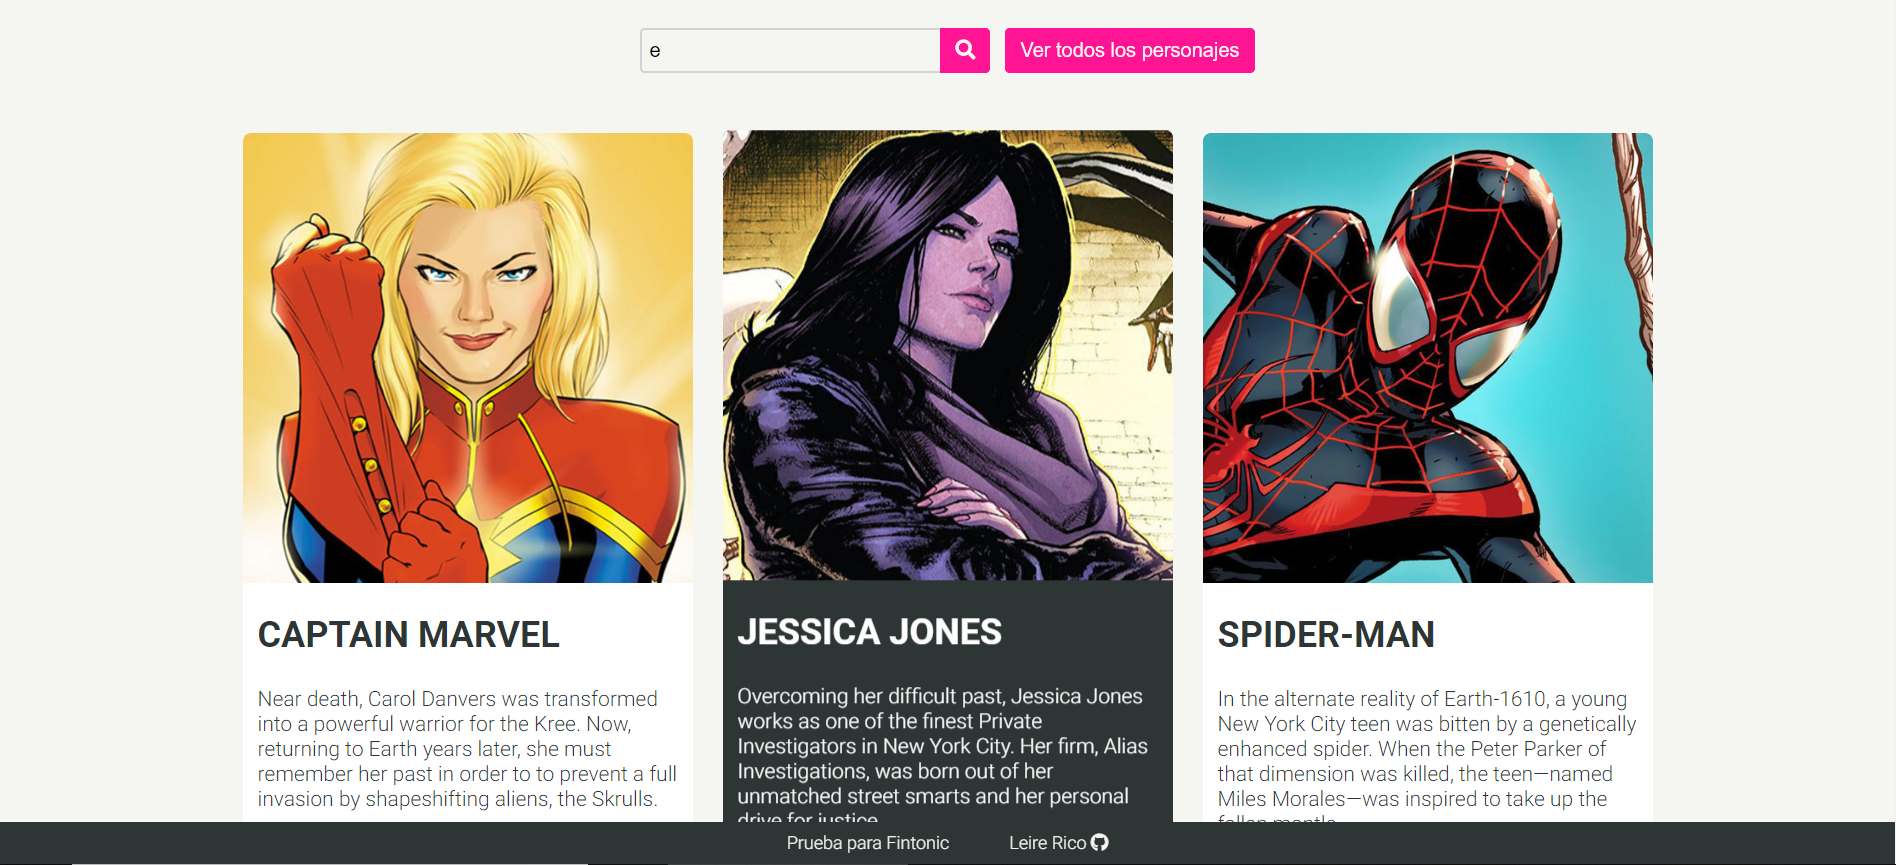 e
Ver todos los personajes
CAPTAIN MARVEL
Near death, Carol Danvers was transformed
into a powerful warrior for the Kree. Now,
returning to Earth years later, she must
remember her past in order to to prevent a full
invasion by shapeshifting aliens, the Skrulls.
JESSICA JONES
Overcoming her difficult past, Jessica Jones
works as one of the finest Private
Investigators in New York City. Her firm, Alias
Investigations, was born out of her
unmatched street smarts and her personal
drive for justice
SPIDER-MAN
In the alternate reality of Earth-1610, a young
New York City teen was bitten by a genetically
enhanced spider. When the Peter Parker of
that dimension was killed, the teen—named
Miles Morales—was inspired to take up the
fallen mantle
Prueba para Fintonic
Leire Rico